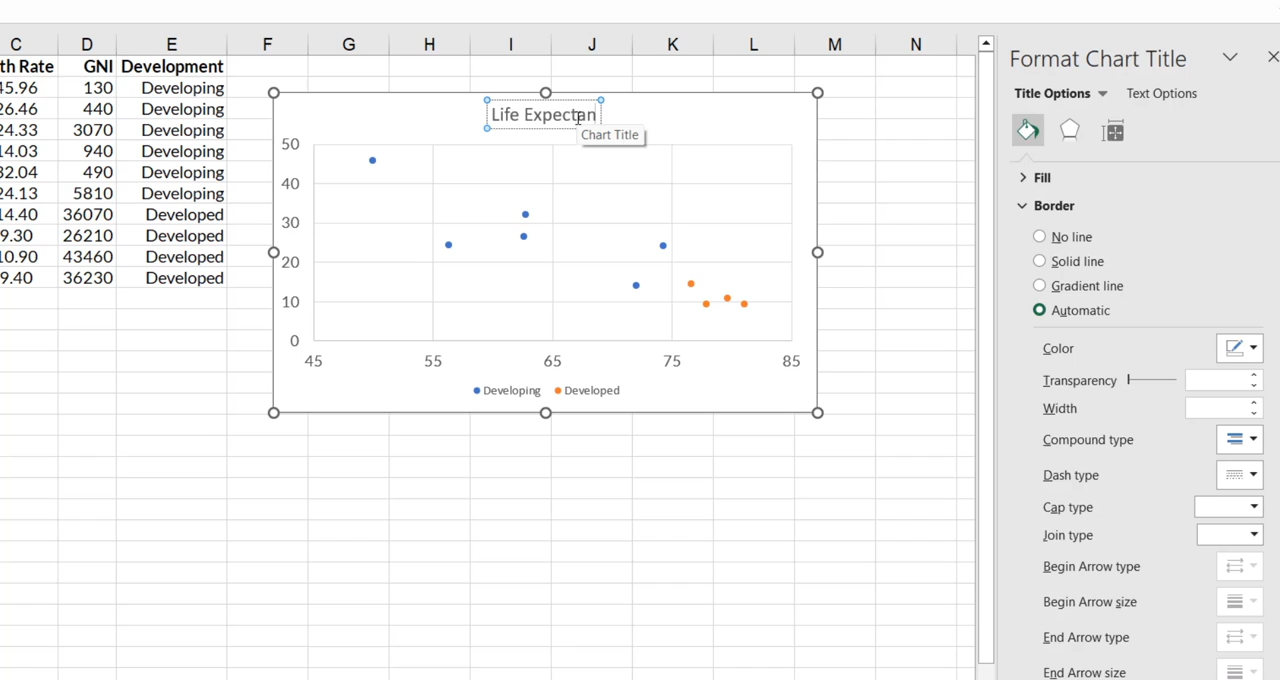 C D E F G H I J K L M N
th Rate GNI Development
45.96 130 Developing
26.46 440 Developing
24.33 3070 Developing
14.03 940 Developing
32.04 490 Developing
24.13 5810 Developing
14.40 36070 Developed
9.30 26210 Developed
10.90 43460 Developed
9.40 36230 Developed
Life Expectan
Chart Title
50
40
30
20
10
0
45 55 65 75 85
Developing Developed
Format Chart Title
Title Options Text Options
Fill
Border
No line
Solid line
Gradient line
Automatic
Color
Transparency
Width
Compound type
Dash type
Cap type
Join type
Begin Arrow type
Begin Arrow size
End Arrow type
End Arrow size